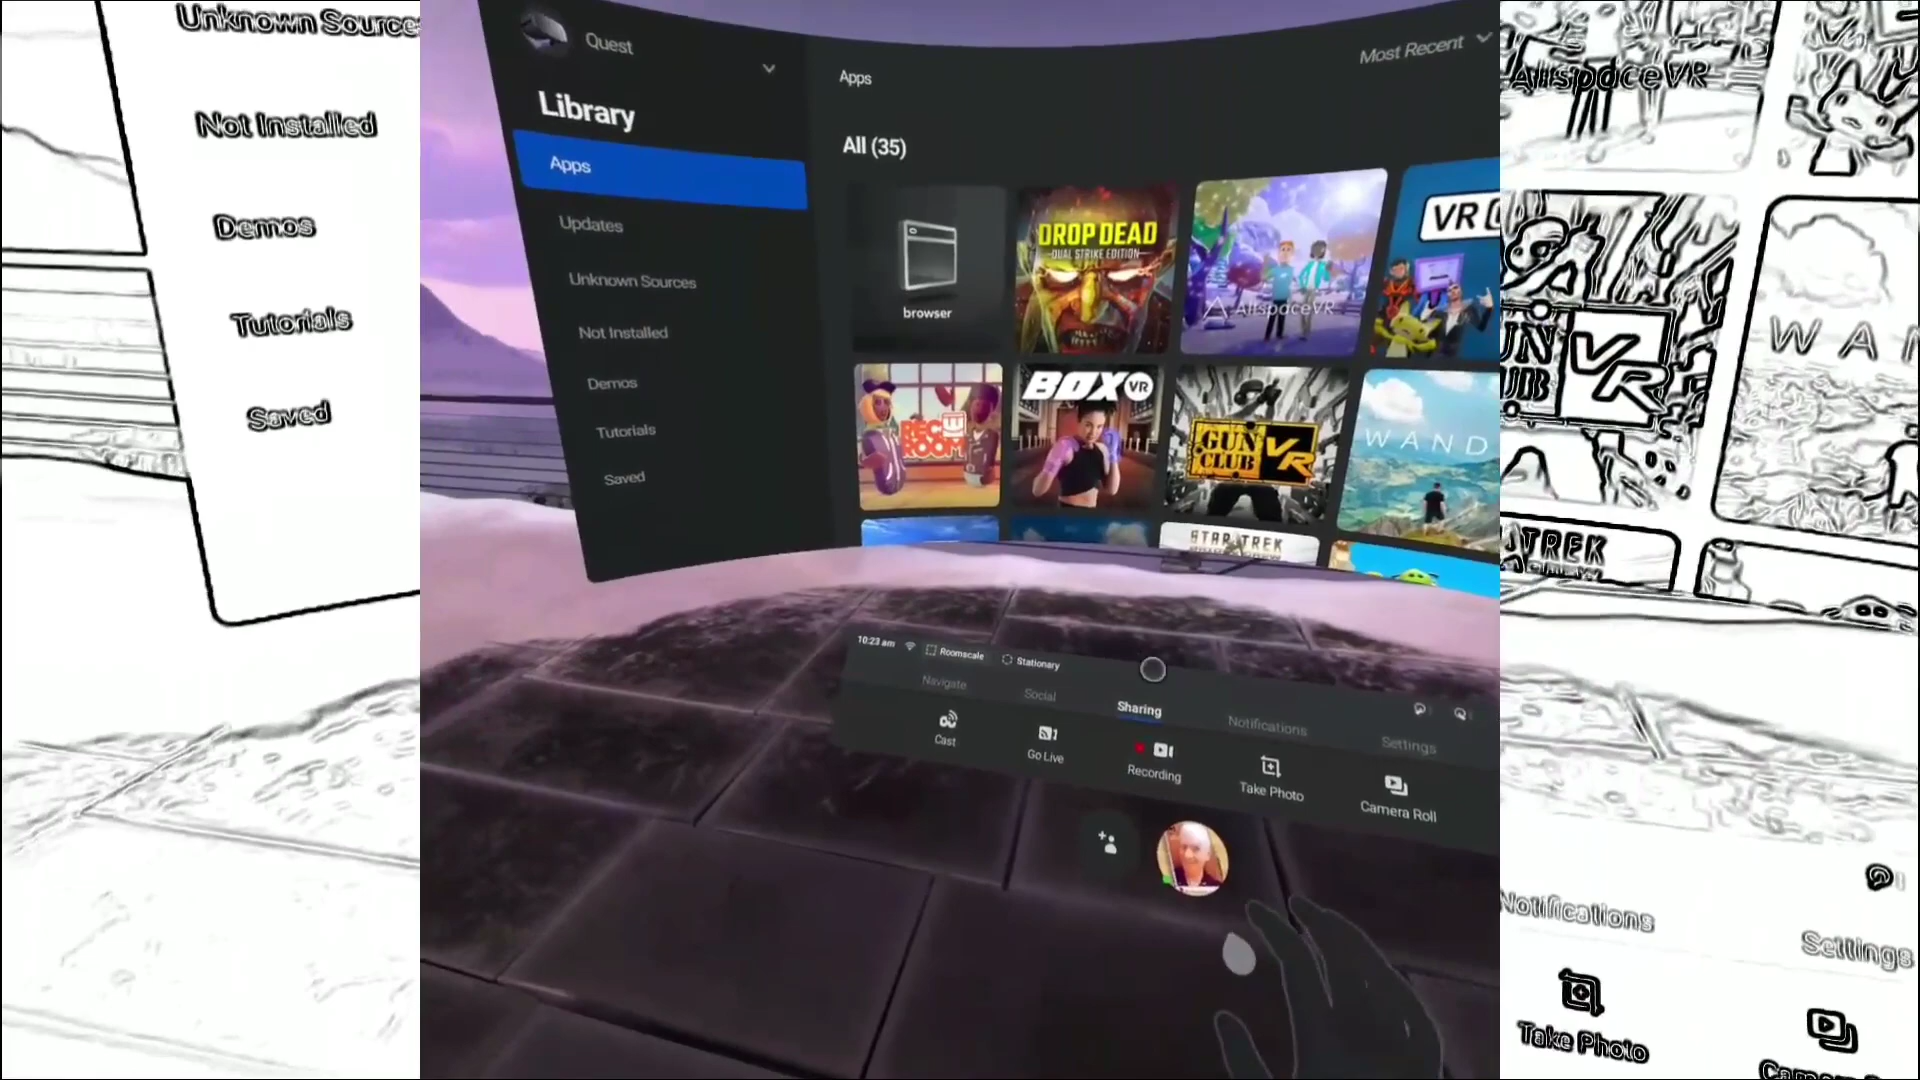 Unknown Sources
Not Installed
Demos
Tutorials
Saved
Quest
Library
Apps
Updates
Unknown Sources
Not Installed
Demos
Tutorials
Saved
Apps
Most Recent
All (35)
browser
DROP DEAD
DUAL STRIKE EDITION
AltspaceVR
VR
REC
ROOM
BOX VR
GUN
CLUB
VR
WAND
STAR TREK
10:23 am
Roomscale
Stationary
Navigate
Social
Sharing
Notifications
Settings
Cast
Go Live
Recording
Take Photo
Camera Roll
AltspaceVR
UN
UB
VR
WAN
TREK
Notifications
Settings
Take Photo